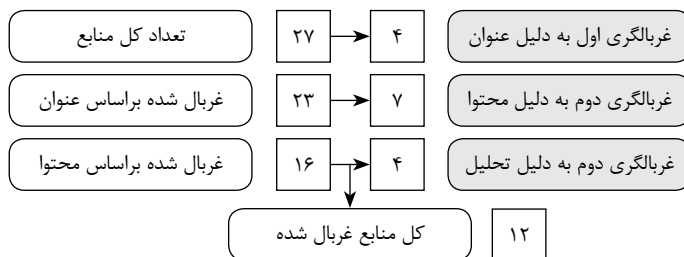 غربالگری اول به دلیل عنوان ۴ ۲۷ تعداد کل منابع
غربالگری دوم به دلیل محتوا ۷ ۲۳ غربال شده براساس عنوان
غربالگری دوم به دلیل تحلیل ۴ ۱۶ غربال شده براساس محتوا
۱۲ کل منابع غربال شده